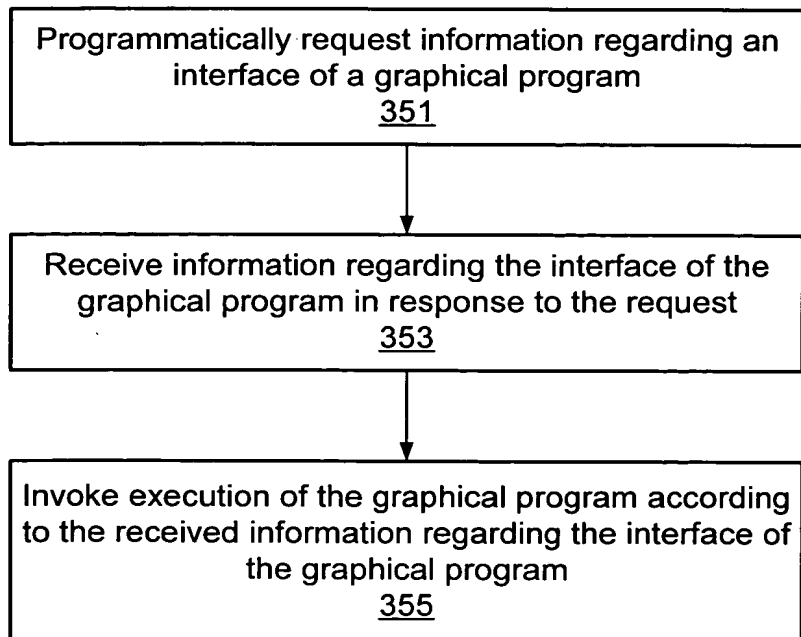 Programmatically request information regarding an
interface of a graphical program
351
Receive information regarding the interface of the
graphical program in response to the request
353
Invoke execution of the graphical program according
to the received information regarding the interface of
the graphical program
355